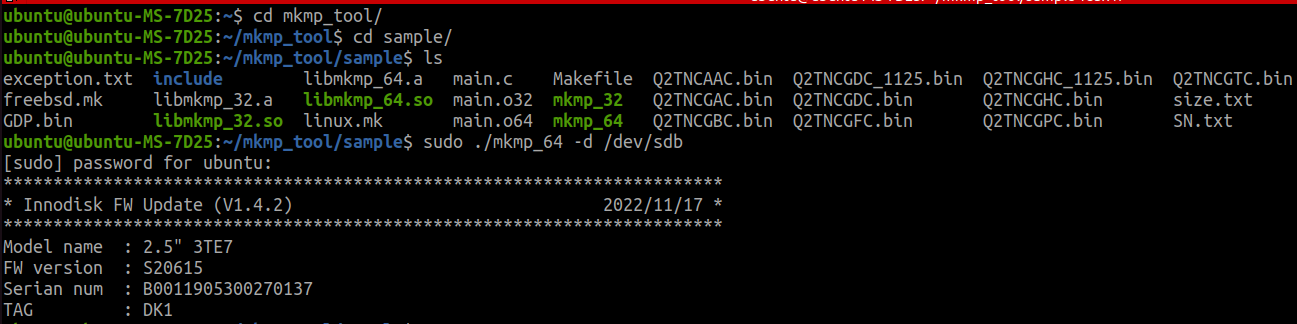 ubuntu@ubuntu-MS-7D25:~$ cd mkmp_tool/
ubuntu@ubuntu-MS-7D25:~/mkmp_tool$ cd sample/
ubuntu@ubuntu-MS-7D25:~/mkmp_tool/sample$ ls
exception.txt include libmkmp_64.a main.c Makefile Q2TNCAAC.bin Q2TNCGDC_1125.bin Q2TNCGHC_1125.bin Q2TNCGTC.bin
freebsd.mk libmkmp_32.a libmkmp_64.so main.o32 mkmp_32 Q2TNCGAC.bin Q2TNCGDC.bin Q2TNCGHC.bin size.txt
GDP.bin libmkmp_32.so linux.mk main.o64 mkmp_64 Q2TNCGBC.bin Q2TNCGFC.bin Q2TNCGPC.bin SN.txt
ubuntu@ubuntu-MS-7D25:~/mkmp_tool/sample$ sudo ./mkmp_64 -d /dev/sdb
[sudo] password for ubuntu:
************************************************************************
* Innodisk FW Update (V1.4.2) 2022/11/17 *
************************************************************************
Model name : 2.5" 3TE7
FW version : S20615
Serian num : B0011905300270137
TAG : DK1